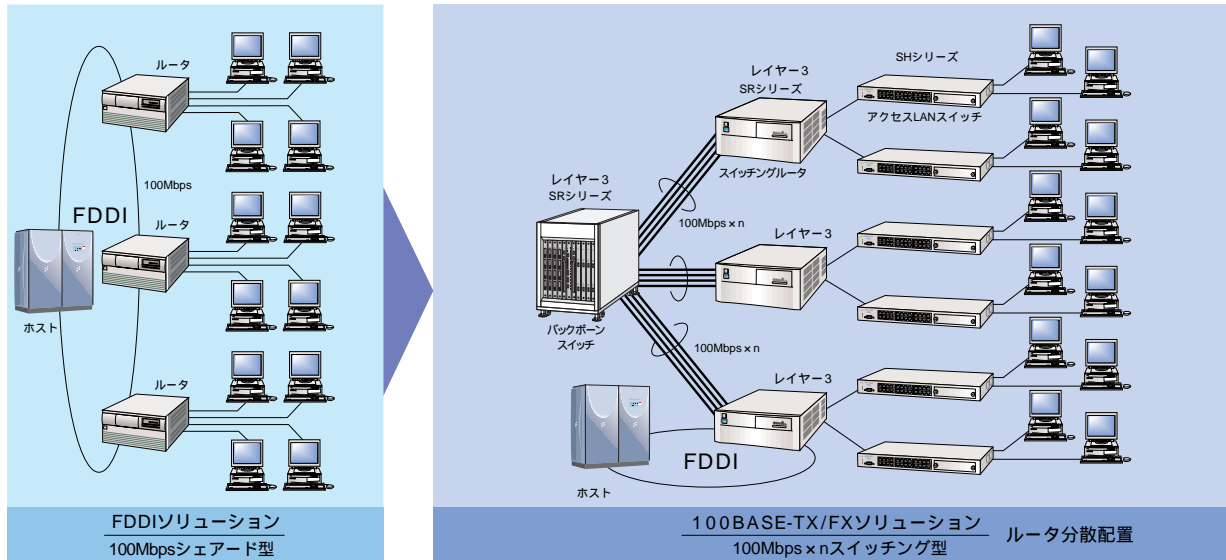 ルータ
100Mbps
FDDI
ルータ
ホスト
ルータ
FDDIソリューション
100Mbpsシェアード型
レイヤー3
SRシリーズ
SHシリーズ
アクセスLANスイッチ
スイッチングルータ
レイヤー3
SRシリーズ
100Mbps×n
レイヤー3
バックボーン
スイッチ
100Mbps×n
レイヤー3
FDDI
ホスト
100BASE-TX/FXソリューション
100Mbps×nスイッチング型
ルータ分散配置